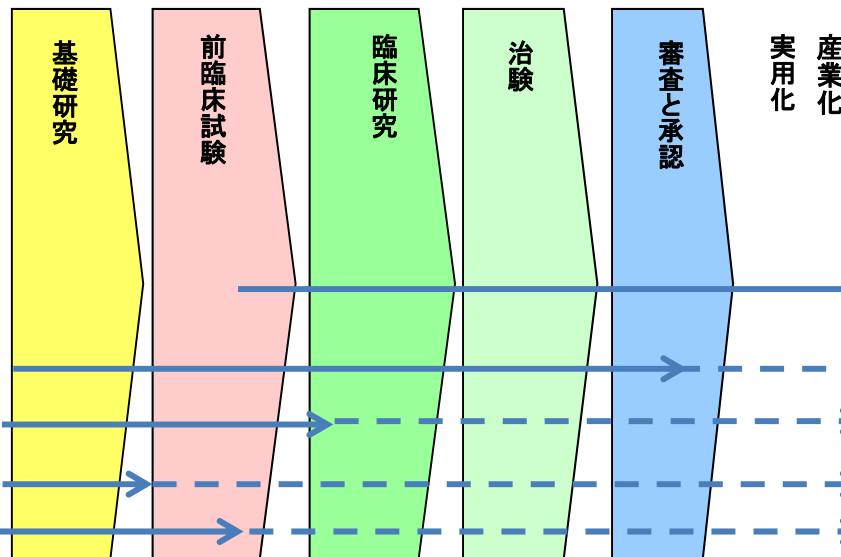 基礎研究
前臨床試験
臨床研究
治験
審査と承認
実用化
産業化